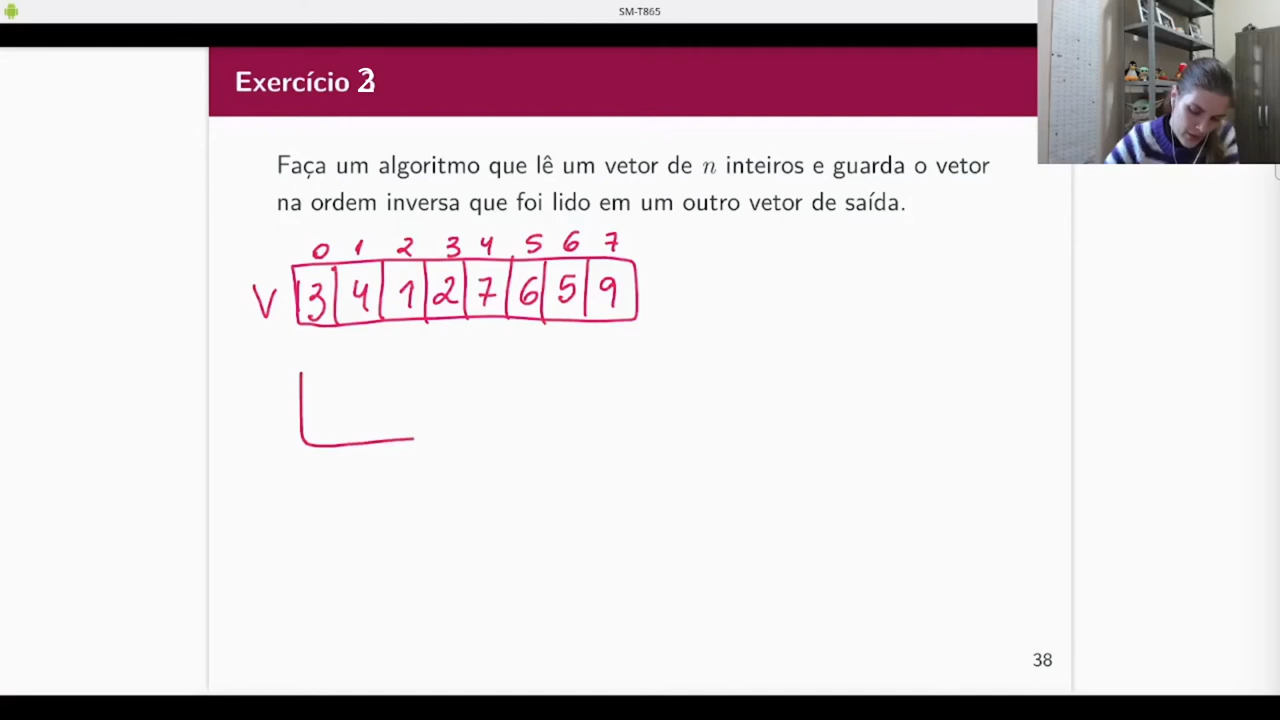 SM-T865
Exercício 3
Faça um algoritmo que lê um vetor de n inteiros e guarda o vetor
na ordem inversa que foi lido em um outro vetor de saída.
0 1 2 3 4 5 6 7
V 3 4 1 2 7 6 5 9
38